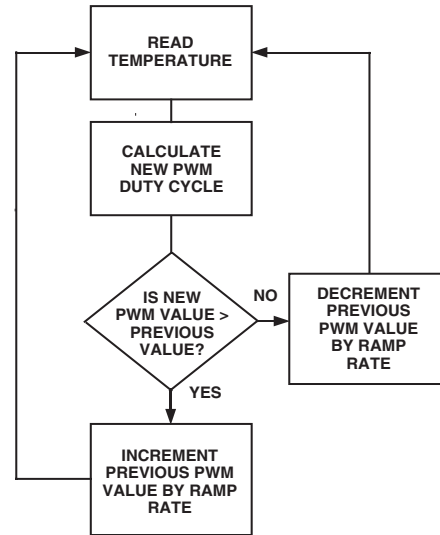 READ
TEMPERATURE
CALCULATE
NEW PWM
DUTY CYCLE
IS NEW
PWM VALUE >
PREVIOUS
VALUE?
NO
DECREMENT
PREVIOUS
PWM VALUE
BY RAMP
RATE
YES
INCREMENT
PREVIOUS PWM
VALUE BY RAMP
RATE